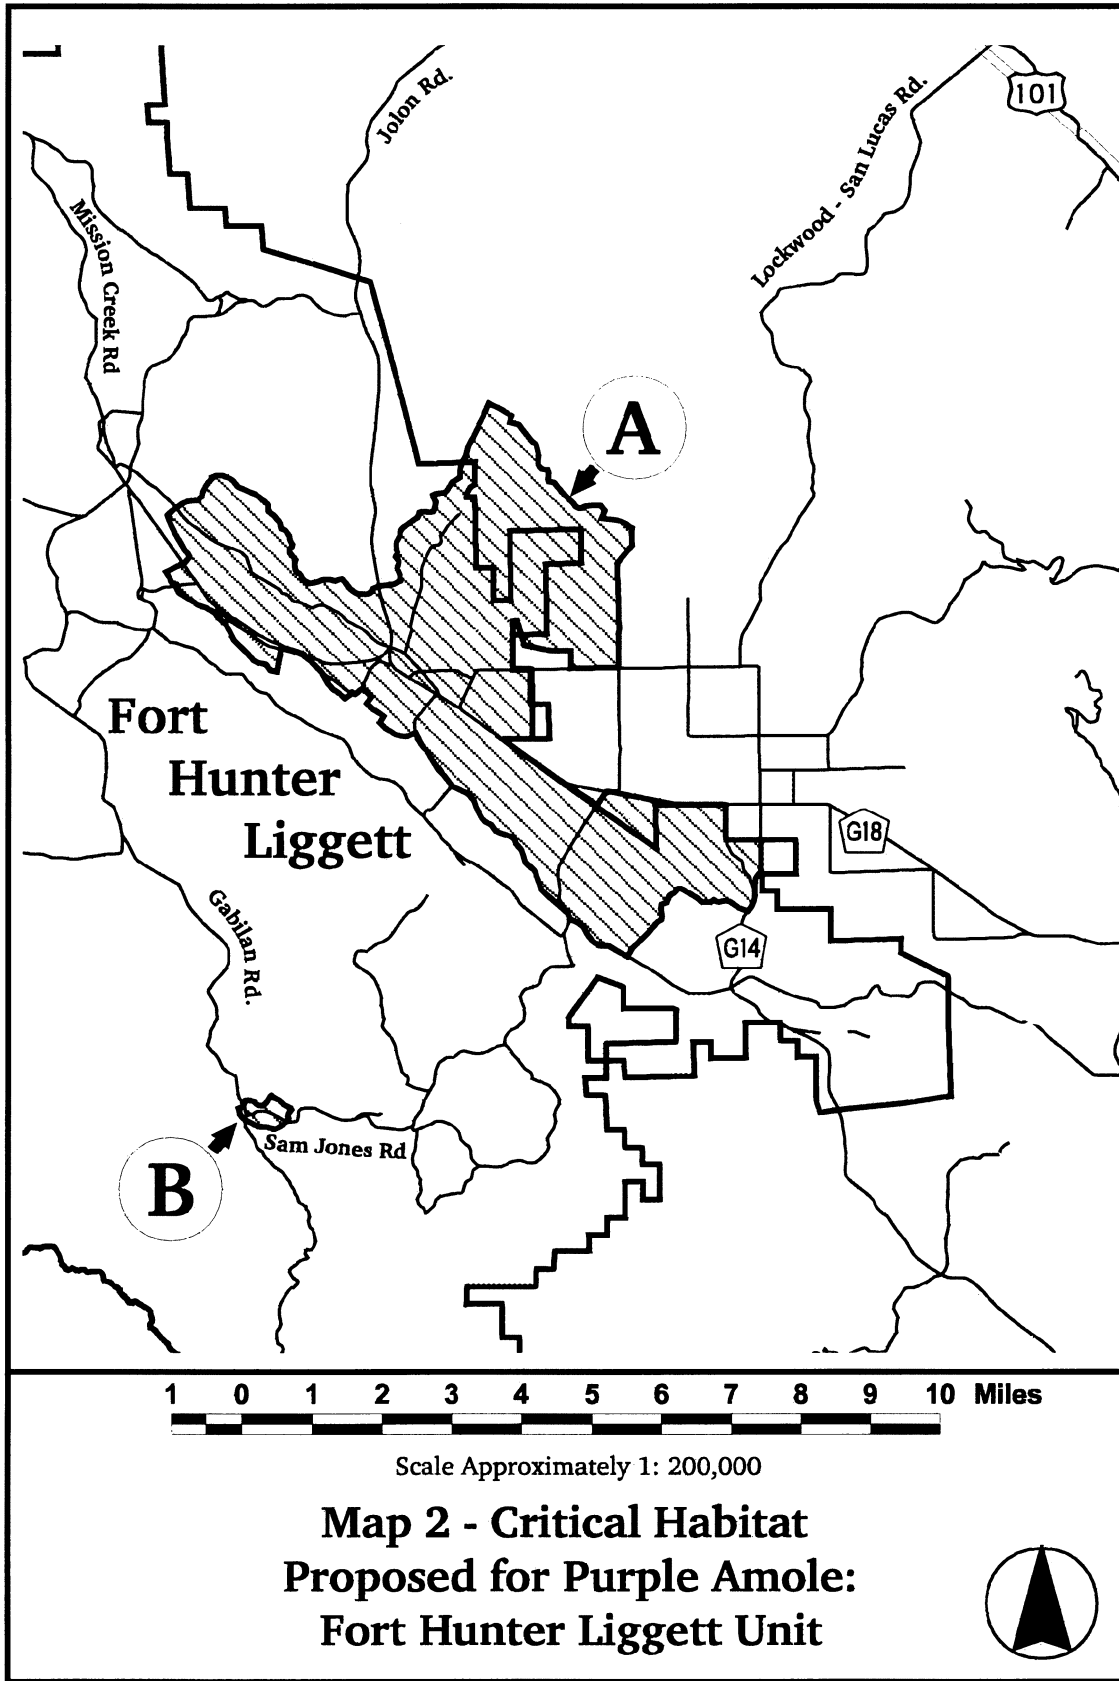 Jolon Rd.
Lockwood - San Lucas Rd.
101
Mission Creek Rd
A
Fort
Hunter
Liggett
G18
Gabilan Rd.
G14
Sam Jones Rd
B
1 0 1 2 3 4 5 6 7 8 9 10 Miles
Scale Approximately 1: 200,000
Map 2 - Critical Habitat
Proposed for Purple Amole:
Fort Hunter Liggett Unit